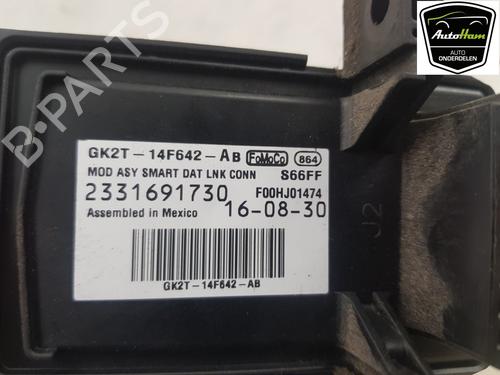 AutoHam
AUTO
ONDERDELEN
B-PARTS
GK2T-14F642-AB FoMoCo 864
MOD ASY SMART DAT LNK CONN S66FF
2331691730 F00HJ01474
Assembled in Mexico 16-08-30
GK2T-14F642-AB
J2